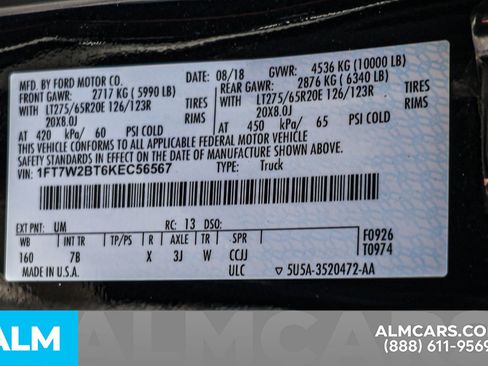 MFD. BY FORD MOTOR CO. 08/18 GVWR: 4536 KG (10000 LB)
FRONT GAWR: 2717 KG (5990 LB) REAR GAWR: 2876 KG (6340 LB)
WITH LT275/65R20E 126/123R TIRES WITH LT275/65R20E 126/123R TIRES
20X8.0J RIMS 20X8.0J RIMS
AT 420 kPa/ 60 PSI COLD AT 450 kPa/ 65 PSI COLD
THIS VEHICLE CONFORMS TO ALL APPLICABLE FEDERAL MOTOR VEHICLE
SAFETY STANDARDS IN EFFECT ON THE DATE OF MANUFACTURE SHOWN ABOVE.
VIN: 1FT7W2BT6KEC56567 TYPE: Truck
EXT PNT: UM RC: 13 DSO: F0926
WB INT TR TP/PS R AXLE TR SPR T0974
160 7B X 3J W CCJJ
MADE IN U.S.A. ULC 5U5A-3520472-AA
ALM ALMCARS ALMCARS.CO
(888) 611-9569